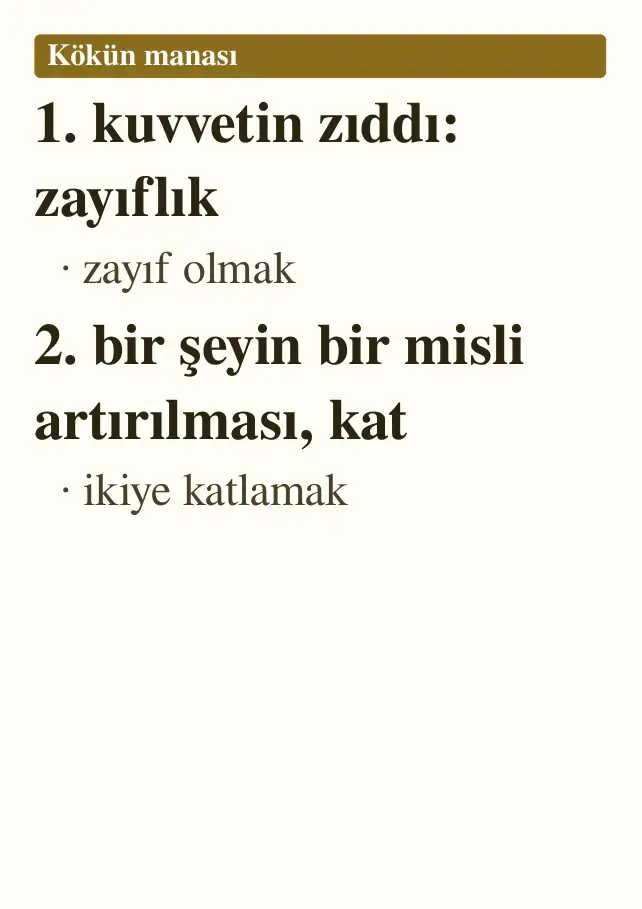 Kökün manası
1. kuvvetin zıddı:
zayıflık
· zayıf olmak
2. bir şeyin bir misli
artırılması, kat
· ikiye katlamak